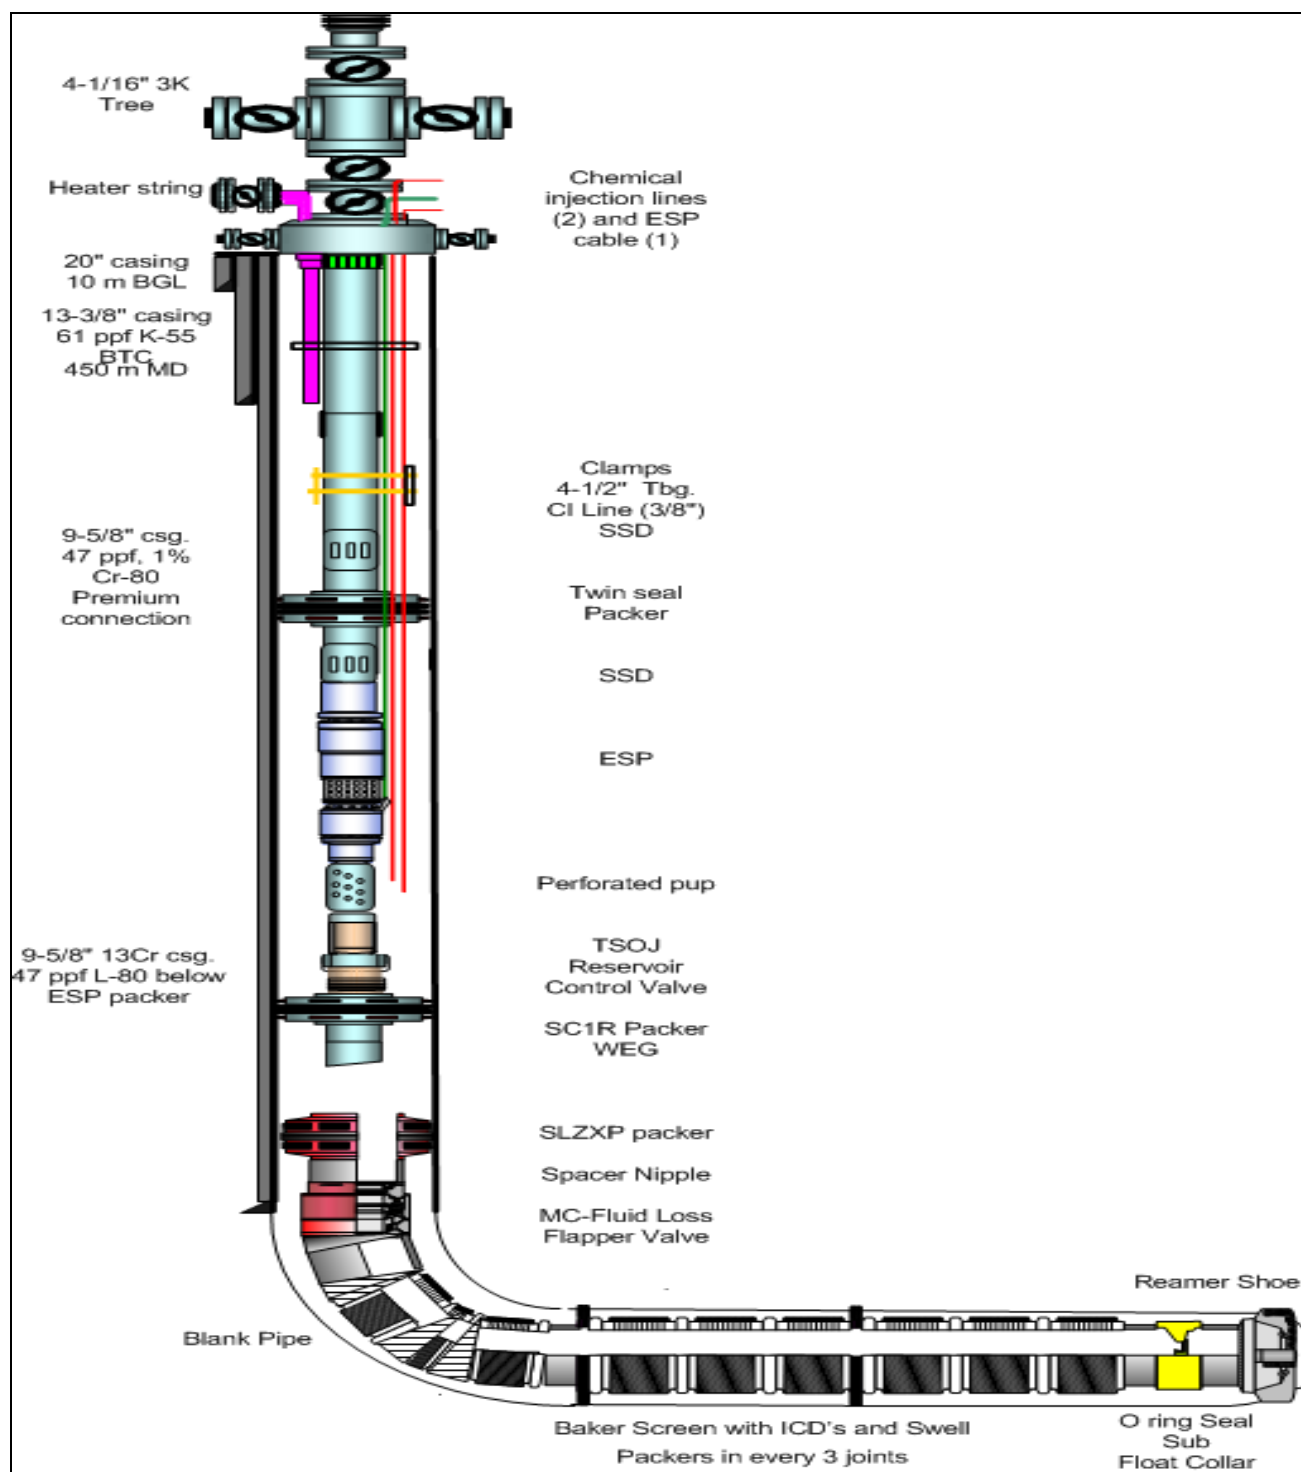 4-1/16" 3K
Tree
Heater string
Chemical
injection lines
(2) and ESP
cable (1)
20" casing
10 m BGL
13-3/8" casing
61 ppf K-55
BTC
450 m MD
Clamps
4-1/2" Tbg.
CI Line (3/8")
SSD
9-5/8" csg.
47 ppf, 1%
Cr-80
Premium
connection
Twin seal
Packer
SSD
ESP
Perforated pup
9-5/8" 13Cr csg.
47 ppf L-80 below
ESP packer
TSOJ
Reservoir
Control Valve
SC1R Packer
WEG
SLZXP packer
Spacer Nipple
MC-Fluid Loss
Flapper Valve
Reamer Shoe
Blank Pipe
Baker Screen with ICD's and Swell
Packers in every 3 joints
O ring Seal
Sub
Float Collar